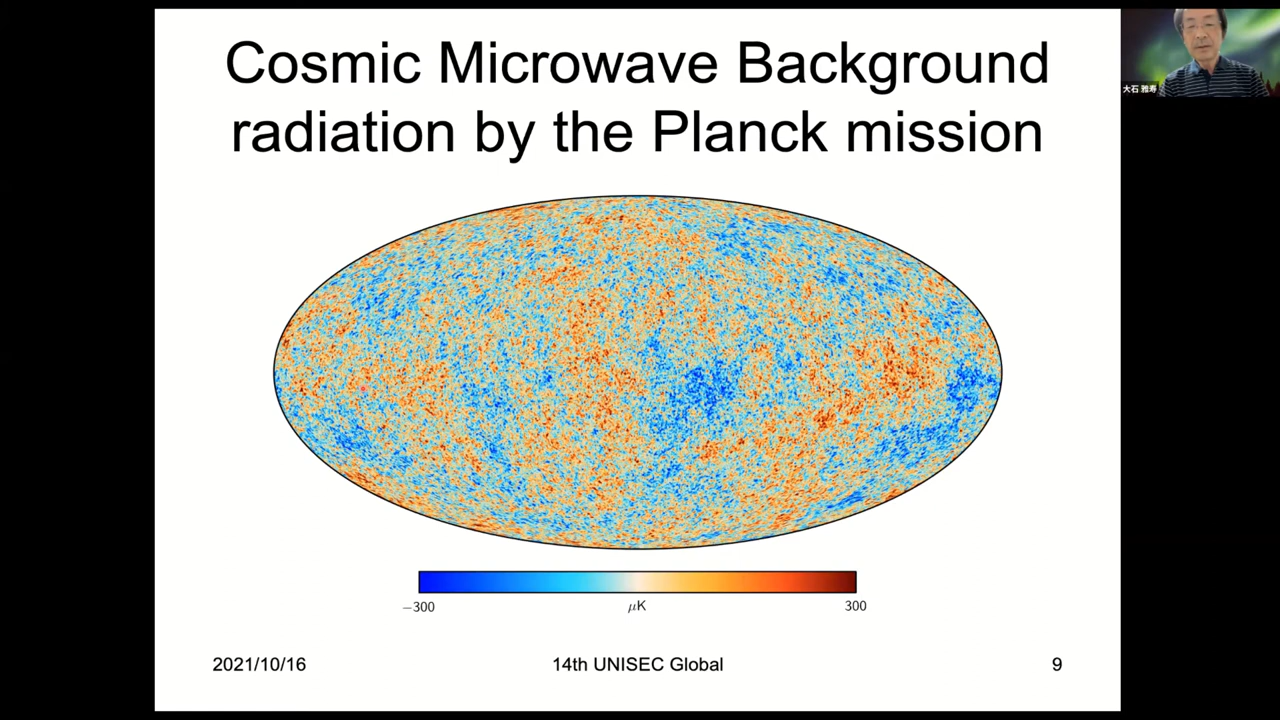 Cosmic Microwave Background
radiation by the Planck mission
大石 雅寿
−300
μK
300
2021/10/16
14th UNISEC Global
9